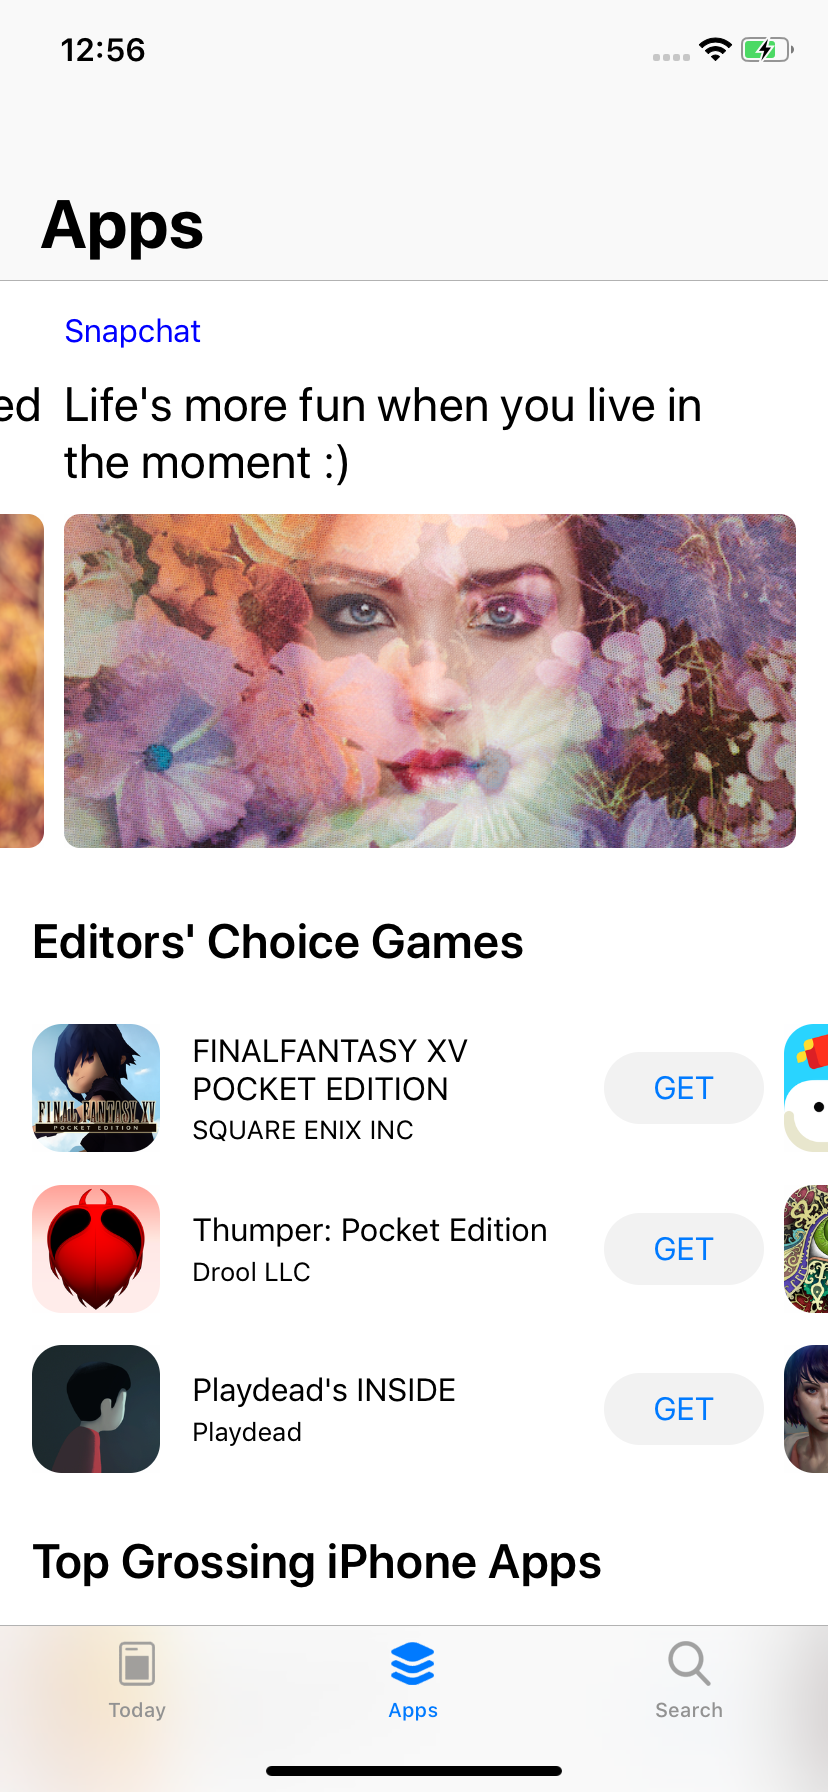 12:56
Apps
Snapchat
ed
Life's more fun when you live in
the moment :)
Editors' Choice Games
FINAL FANTASY XV
POCKET EDITION
FINALFANTASY XV
POCKET EDITION
SQUARE ENIX INC
GET
Thumper: Pocket Edition
Drool LLC
GET
Playdead's INSIDE
Playdead
GET
Top Grossing iPhone Apps
Today
Apps
Search